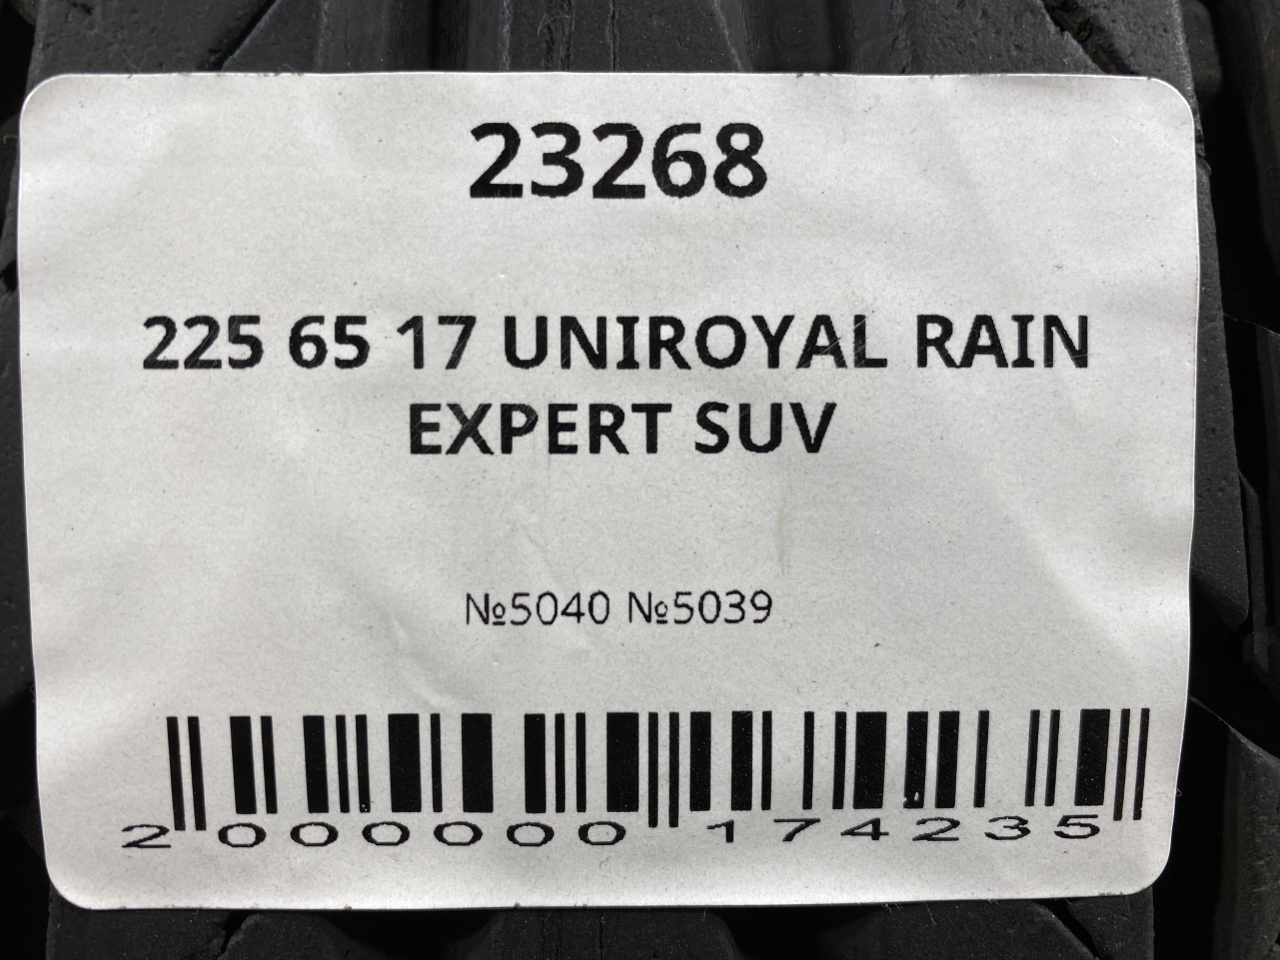 23268
225 65 17 UNIROYAL RAIN
EXPERT SUV
№5040 №5039
2 000000 174235